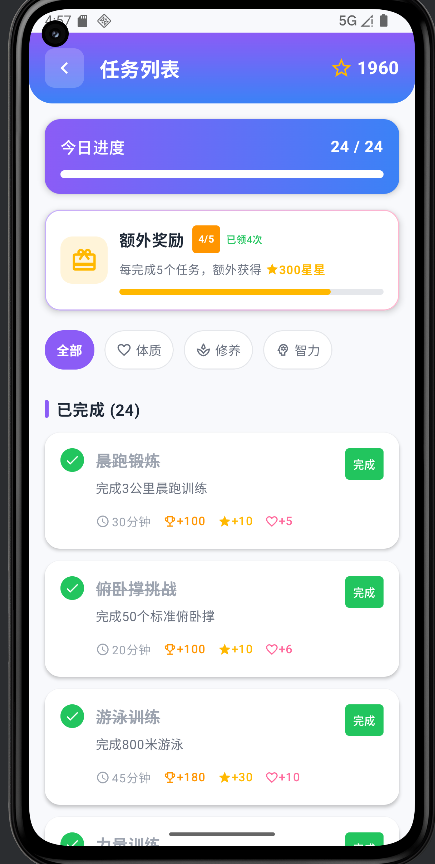 4:57
5G
任务列表
1960
今日进度
24 / 24
额外奖励 4/5 已领4次
每完成5个任务，额外获得 300星星
全部 体质 修养 智力
已完成 (24)
晨跑锻炼
完成
完成3公里晨跑训练
30分钟 +100 +10 +5
俯卧撑挑战
完成
完成50个标准俯卧撑
20分钟 +100 +10 +6
游泳训练
完成
完成800米游泳
45分钟 +180 +30 +10
力量训练
完成